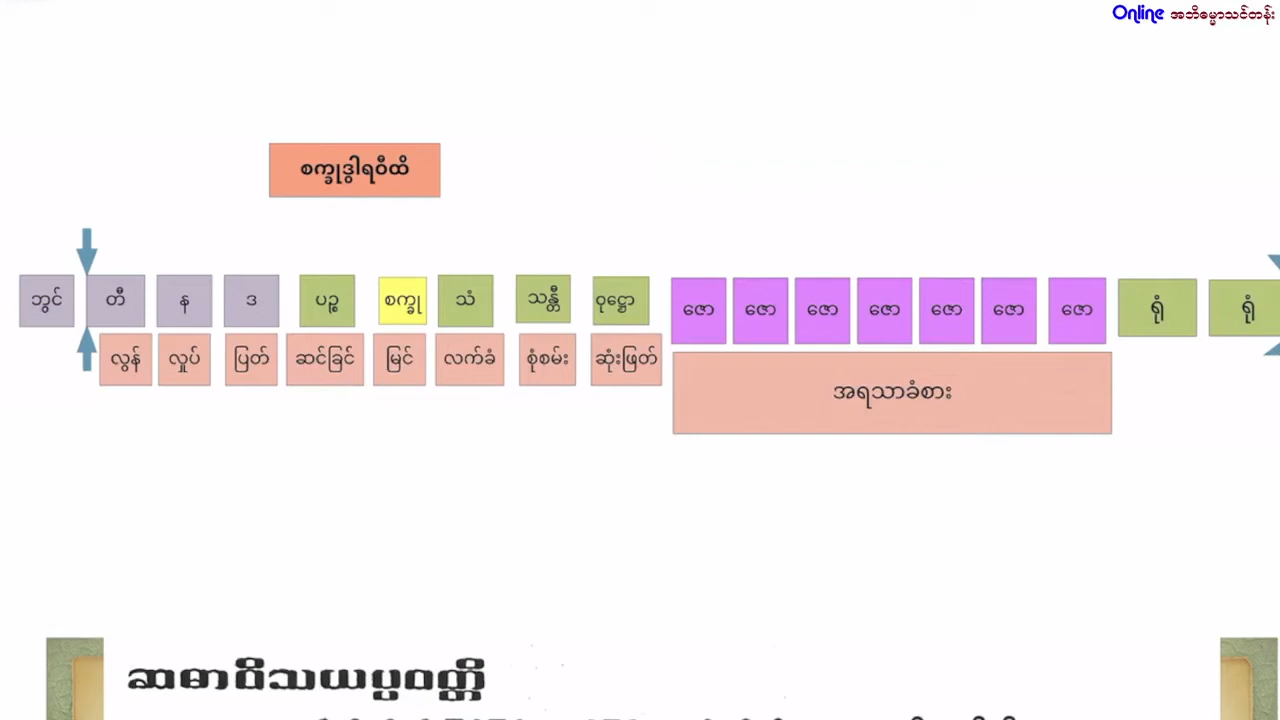 Online အဘိဓမ္မာသင်တန်း
စက္ခုဒွါရဝီထိ
ဘွင် တီ န ဒ ပဉ္စ စက္ခု သံ သန္တီ ဝုဋ္ဌော ဇော ဇော ဇော ဇော ဇော ဇော ဇော ရုံ ရုံ
လွန် လှုပ် ပြတ် ဆင်ခြင် မြင် လက်ခံ စုံစမ်း ဆုံးဖြတ်
အရသာခံစား
ဆဓာဝိသယပ္ပဝတ္တိ